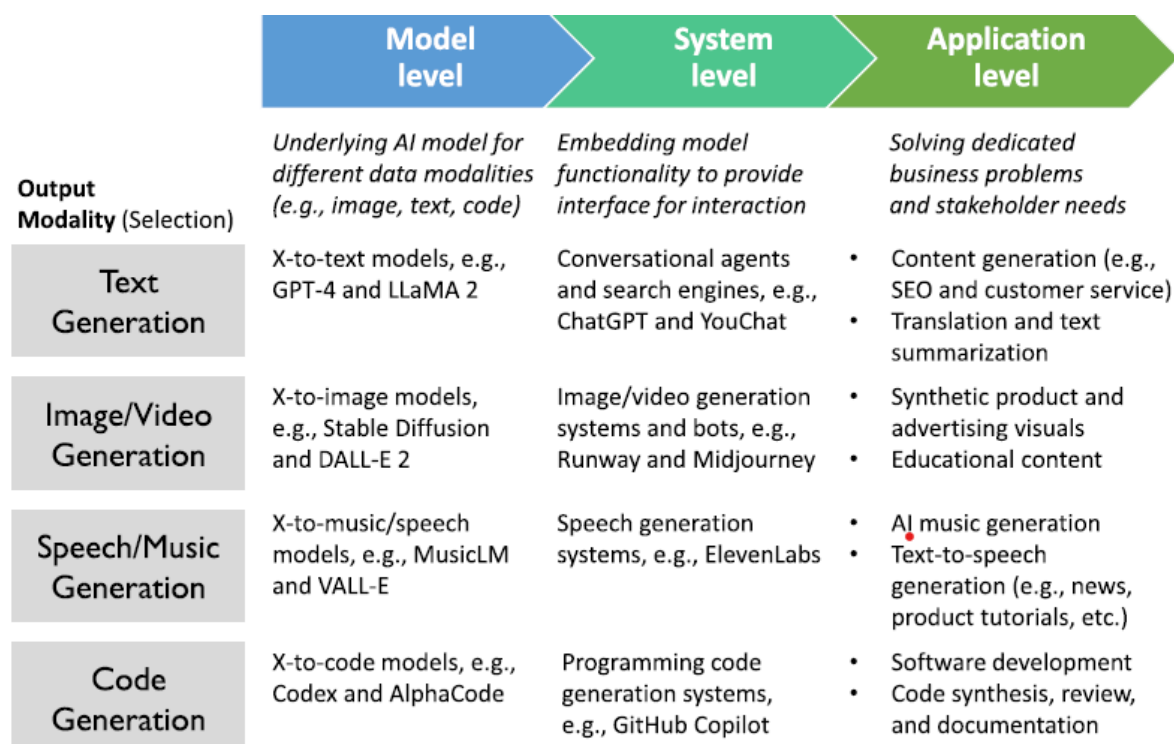 Model
level
System
level
Application
level
Output
Modality (Selection)
Underlying AI model for
different data modalities
(e.g., image, text, code)
Embedding model
functionality to provide
interface for interaction
Solving dedicated
business problems
and stakeholder needs
Text
Generation
X-to-text models, e.g.,
GPT-4 and LLaMA 2
Conversational agents
and search engines, e.g.,
ChatGPT and YouChat
• Content generation (e.g.,
SEO and customer service)
• Translation and text
summarization
Image/Video
Generation
X-to-image models,
e.g., Stable Diffusion
and DALL-E 2
Image/video generation
systems and bots, e.g.,
Runway and Midjourney
• Synthetic product and
advertising visuals
• Educational content
Speech/Music
Generation
X-to-music/speech
models, e.g., MusicLM
and VALL-E
Speech generation
systems, e.g., ElevenLabs
• AI music generation
• Text-to-speech
generation (e.g., news,
product tutorials, etc.)
Code
Generation
X-to-code models, e.g.,
Codex and AlphaCode
Programming code
generation systems,
e.g., GitHub Copilot
• Software development
• Code synthesis, review,
and documentation